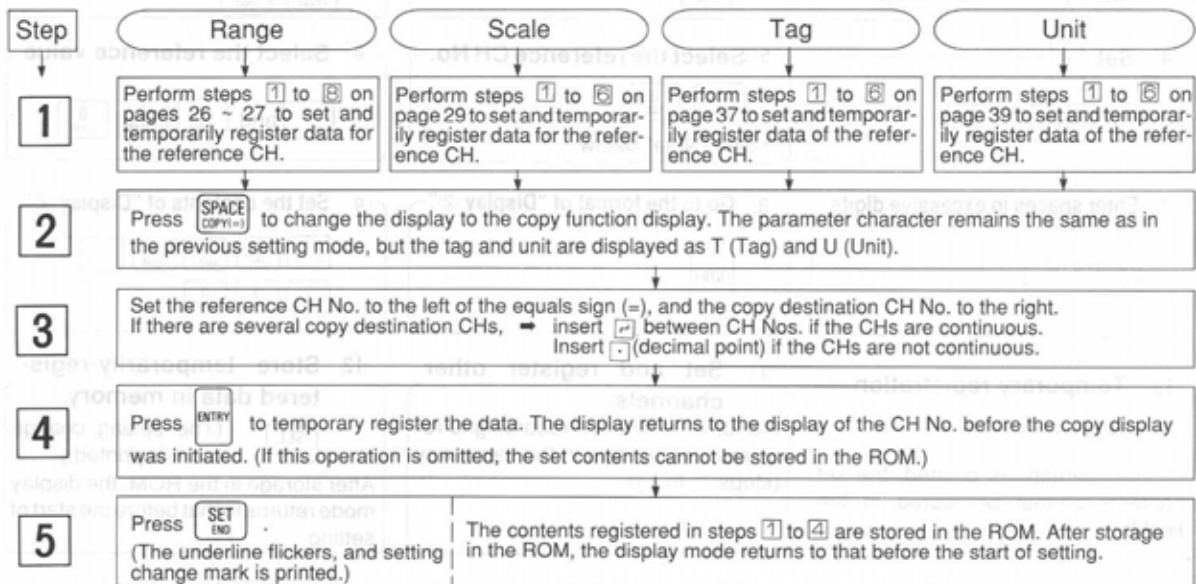 Step
Range
Scale
Tag
Unit
1
Perform steps 1 to 8 on
pages 26 ~ 27 to set and
temporarily register data for
the reference CH.
Perform steps 1 to 6 on
page 29 to set and temporar-
ily register data for the refer-
ence CH.
Perform steps 1 to 6 on
page 37 to set and temporar-
ily register data of the refer-
ence CH.
Perform steps 1 to 6 on
page 39 to set and temporar-
ily register data of the refer-
ence CH.
2
Press SPACE COPY(=) to change the display to the copy function display. The parameter character remains the same as in
the previous setting mode, but the tag and unit are displayed as T (Tag) and U (Unit).
3
Set the reference CH No. to the left of the equals sign (=), and the copy destination CH No. to the right.
If there are several copy destination CHs, ➡ insert between CH Nos. if the CHs are continuous.
Insert . (decimal point) if the CHs are not continuous.
4
Press ENTRY to temporary register the data. The display returns to the display of the CH No. before the copy display
was initiated. (If this operation is omitted, the set contents cannot be stored in the ROM.)
5
Press SET END .
(The underline flickers, and setting
change mark is printed.)
The contents registered in steps 1 to 4 are stored in the ROM. After storage
in the ROM, the display mode returns to that before the start of setting.